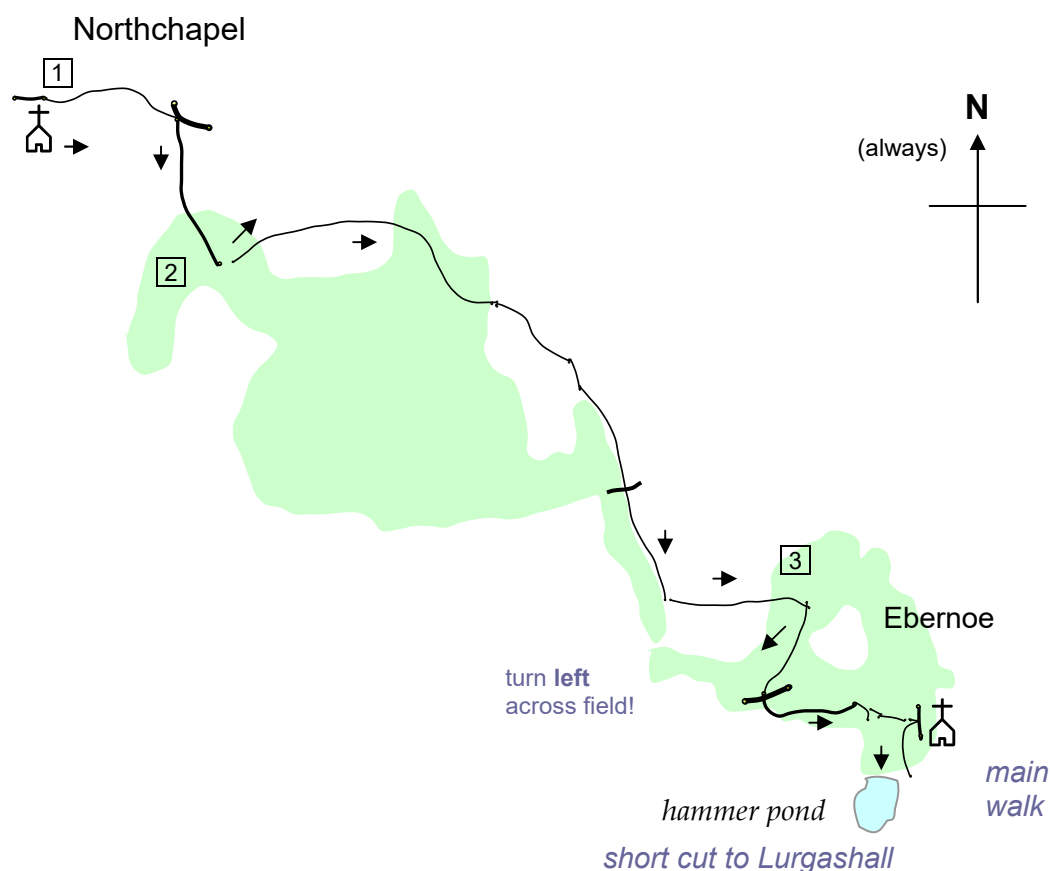 Northchapel
1
N
(always)
2
3
Ebernoe
turn left
across field!
main
walk
hammer pond
short cut to Lurgashall